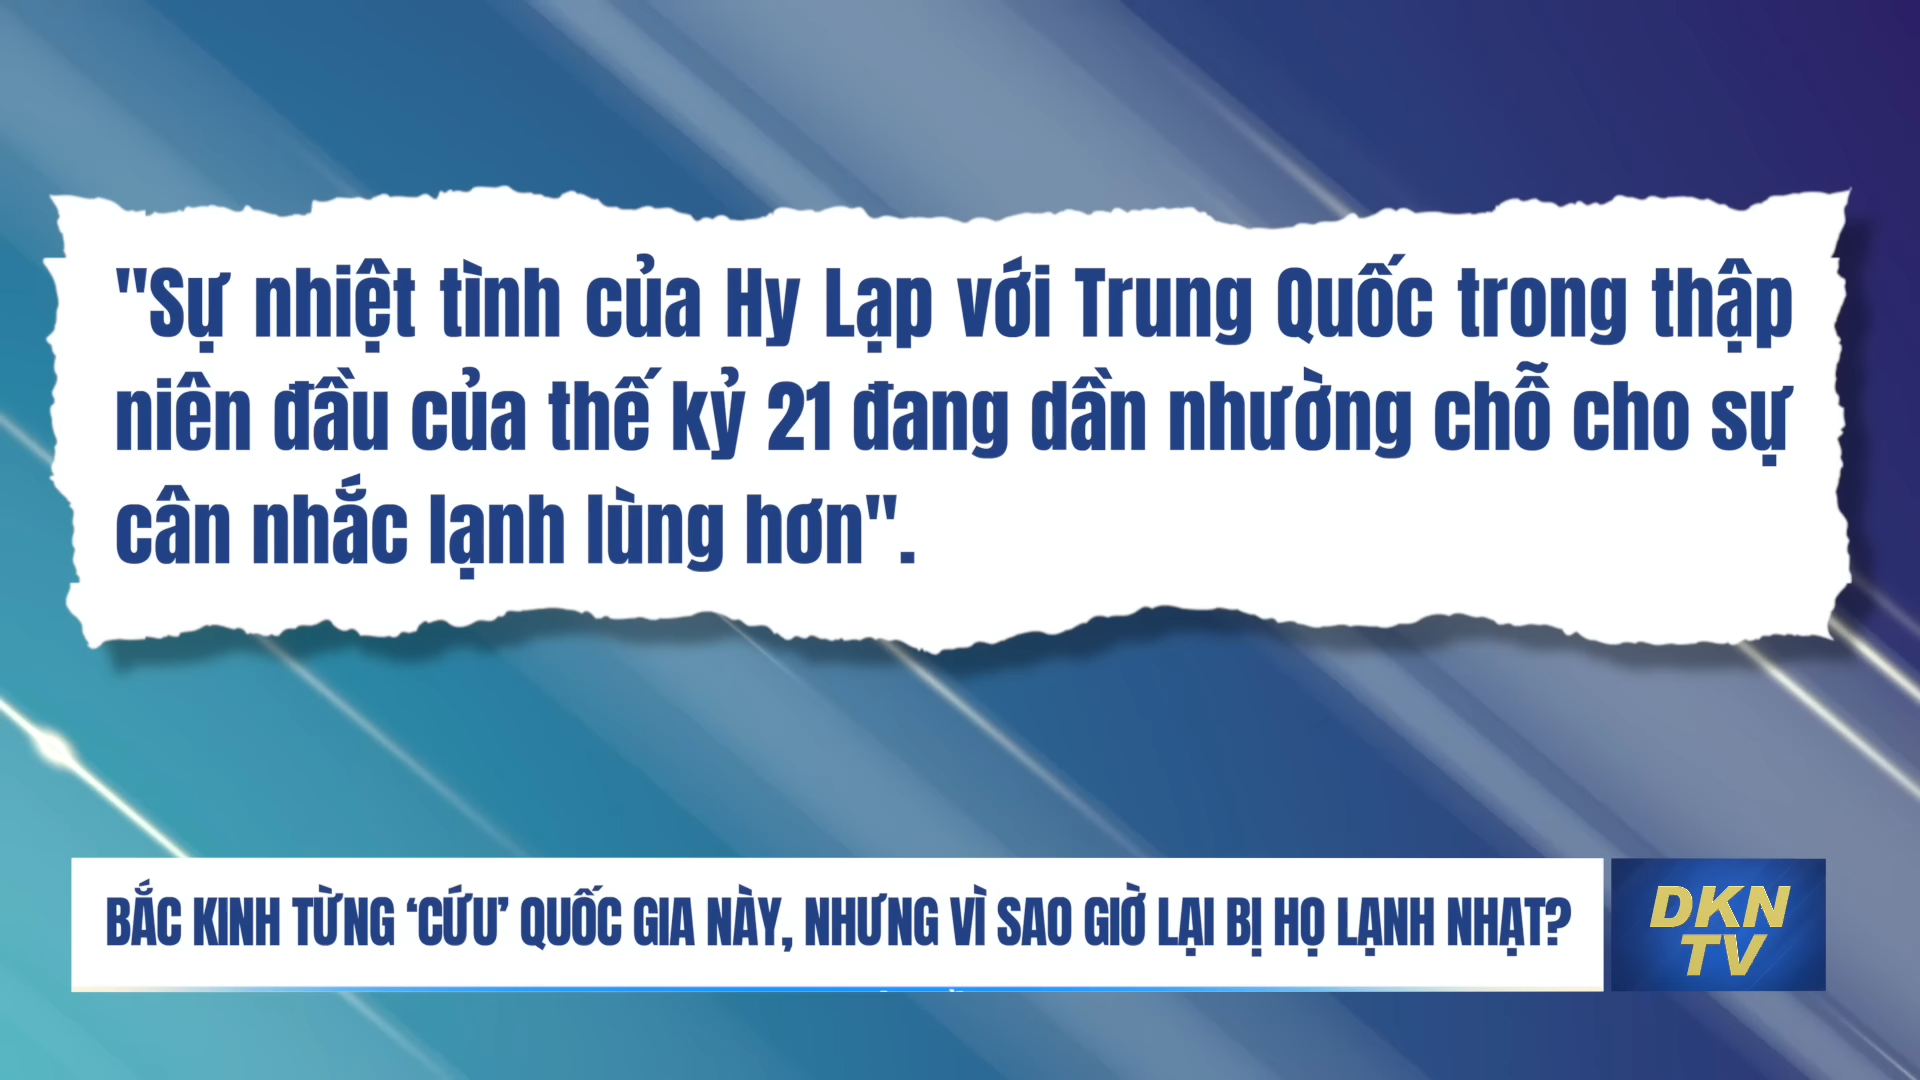 "Sự nhiệt tình của Hy Lạp với Trung Quốc trong thập
niên đầu của thế kỷ 21 đang dần nhường chỗ cho sự
cân nhắc lạnh lùng hơn".
BẮC KINH TỪNG ‘CỨU’ QUỐC GIA NÀY, NHƯNG VÌ SAO GIỜ LẠI BỊ HỌ LẠNH NHẠT?
DKN
TV